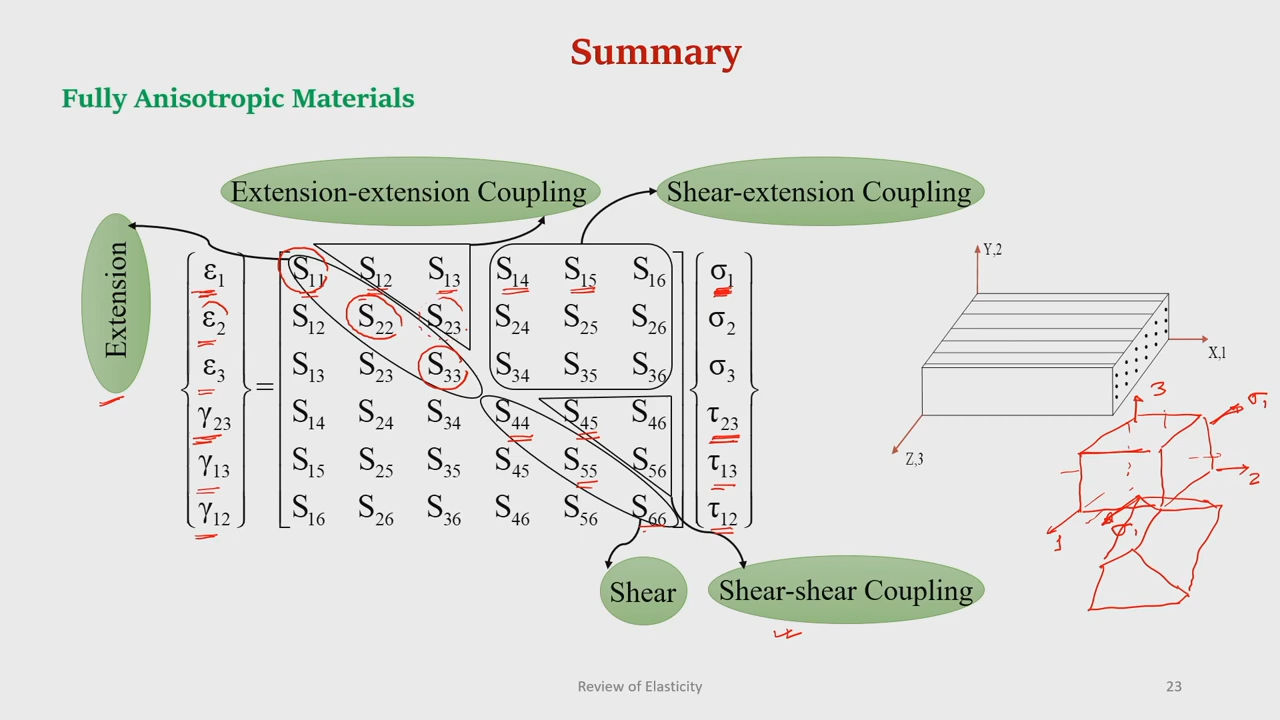 Summary
Fully Anisotropic Materials
Extension-extension Coupling
Shear-extension Coupling
Extension
ε1 S11 S12 S13 S14 S15 S16 σ1
ε2 S12 S22 S23 S24 S25 S26 σ2
ε3 = S13 S23 S33 S34 S35 S36 σ3
γ23 S14 S24 S34 S44 S45 S46 τ23
γ13 S15 S25 S35 S45 S55 S56 τ13
γ12 S16 S26 S36 S46 S56 S66 τ12
Y,2
X,1
Z,3
3
σ1
2
1
σ1
Shear
Shear-shear Coupling
Review of Elasticity
23